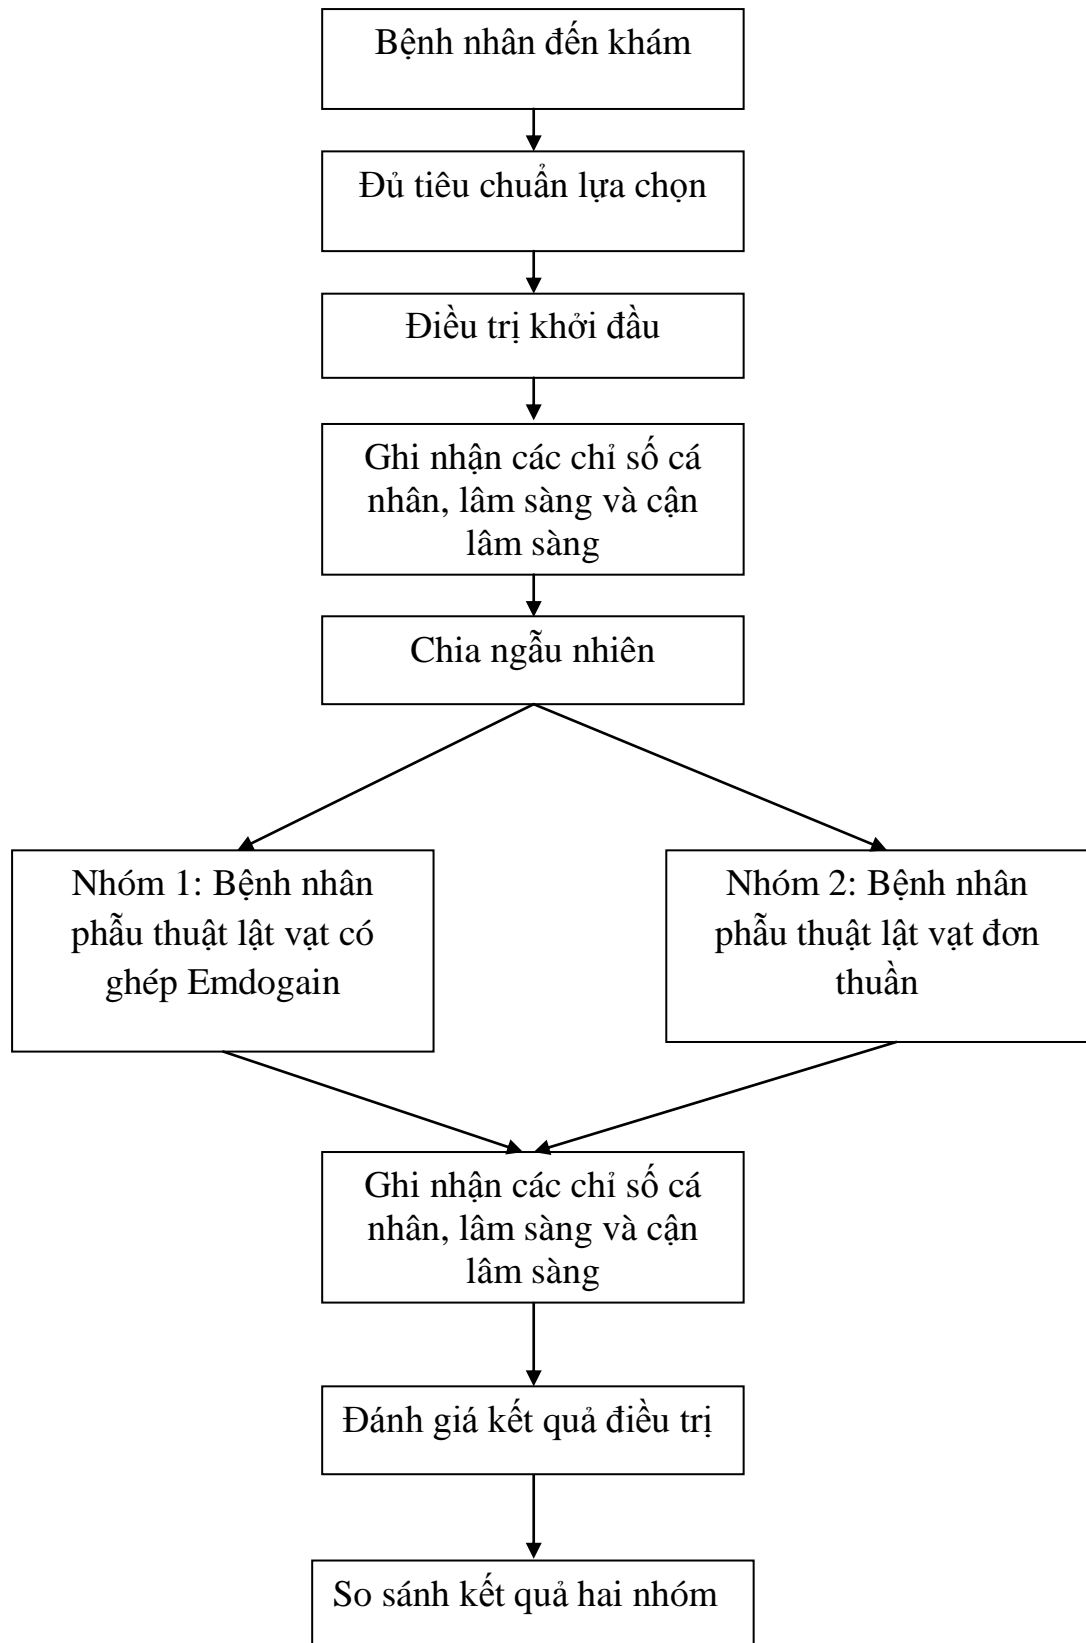 Bệnh nhân đến khám
Đủ tiêu chuẩn lựa chọn
Điều trị khởi đầu
Ghi nhận các chỉ số cá
nhân, lâm sàng và cận
lâm sàng
Chia ngẫu nhiên
Nhóm 1: Bệnh nhân
phẫu thuật lật vạt có
ghép Emdogain
Nhóm 2: Bệnh nhân
phẫu thuật lật vạt đơn
thuần
Ghi nhận các chỉ số cá
nhân, lâm sàng và cận
lâm sàng
Đánh giá kết quả điều trị
So sánh kết quả hai nhóm